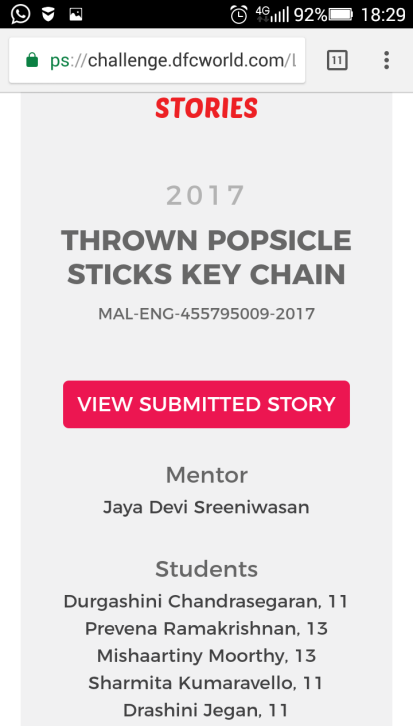 4G 92% 18:29
ps://challenge.dfcworld.com/ 11
STORIES
2017
THROWN POPSICLE
STICKS KEY CHAIN
MAL-ENG-455795009-2017
VIEW SUBMITTED STORY
Mentor
Jaya Devi Sreeniwasan
Students
Durgashini Chandrasegaran, 11
Prevena Ramakrishnan, 13
Mishaartiny Moorthy, 13
Sharmita Kumaravello, 11
Drashini Jegan, 11